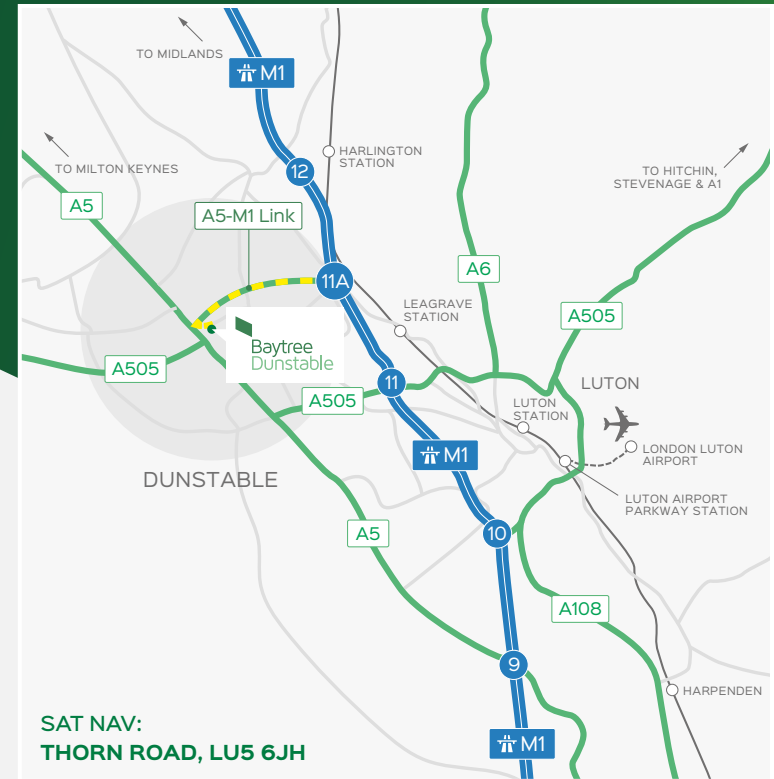 TO MIDLANDS
M1
HARLINGTON
STATION
12
TO MILTON KEYNES
TO HITCHIN,
STEVENAGE & A1
A5
A5-M1 Link
A6
11A
LEAGRAVE
STATION
A505
Baytree
Dunstable
A505
11
LUTON
A505
LUTON
STATION
LONDON LUTON
AIRPORT
M1
DUNSTABLE
LUTON AIRPORT
PARKWAY STATION
A5
10
A108
9
HARPENDEN
SAT NAV:
THORN ROAD, LU5 6JH
M1